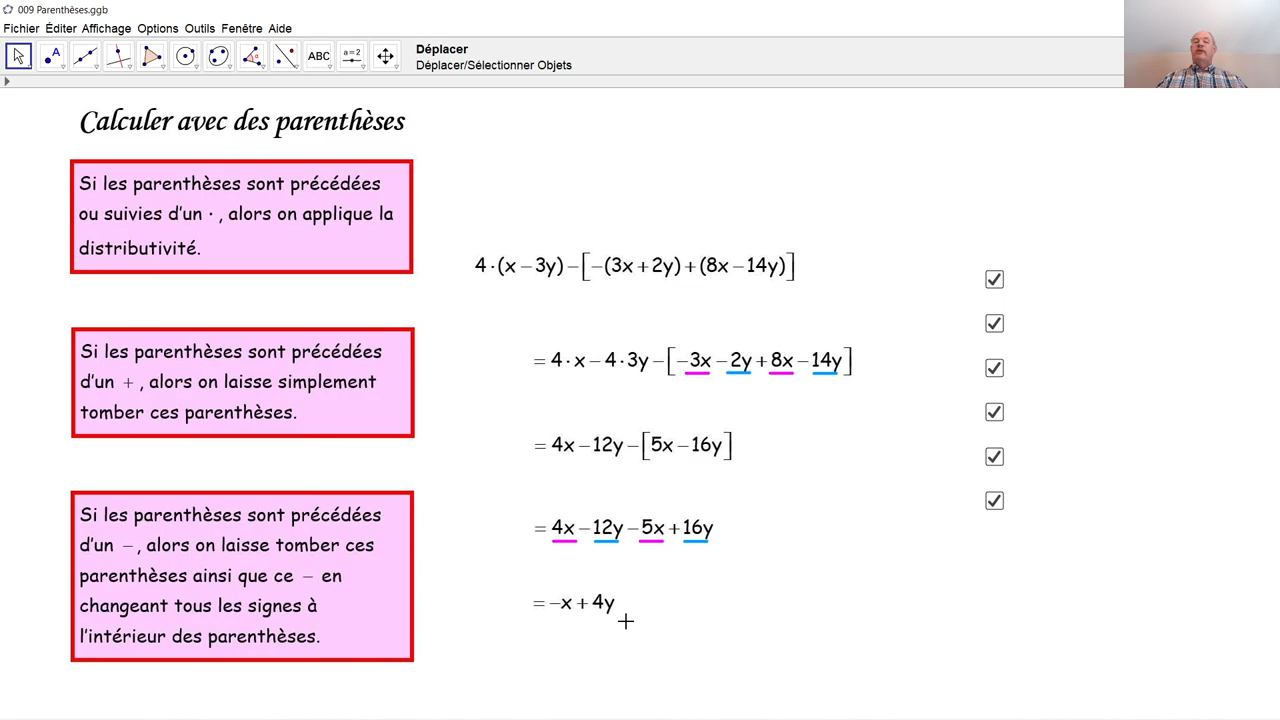 009 Parenthèses.ggb
Fichier Éditer Affichage Options Outils Fenêtre Aide
A
ABC
a=2
Déplacer
Déplacer/Sélectionner Objets
Calculer avec des parenthèses
Si les parenthèses sont précédées
ou suivies d'un · , alors on applique la
distributivité.
4·(x−3y)−[−(3x+2y)+(8x−14y)]
Si les parenthèses sont précédées
d'un + , alors on laisse simplement
tomber ces parenthèses.
=4·x−4·3y−[−3x−2y+8x−14y]
=4x−12y−[5x−16y]
Si les parenthèses sont précédées
d'un −, alors on laisse tomber ces
parenthèses ainsi que ce − en
changeant tous les signes à
l'intérieur des parenthèses.
=4x−12y−5x+16y
=−x+4y